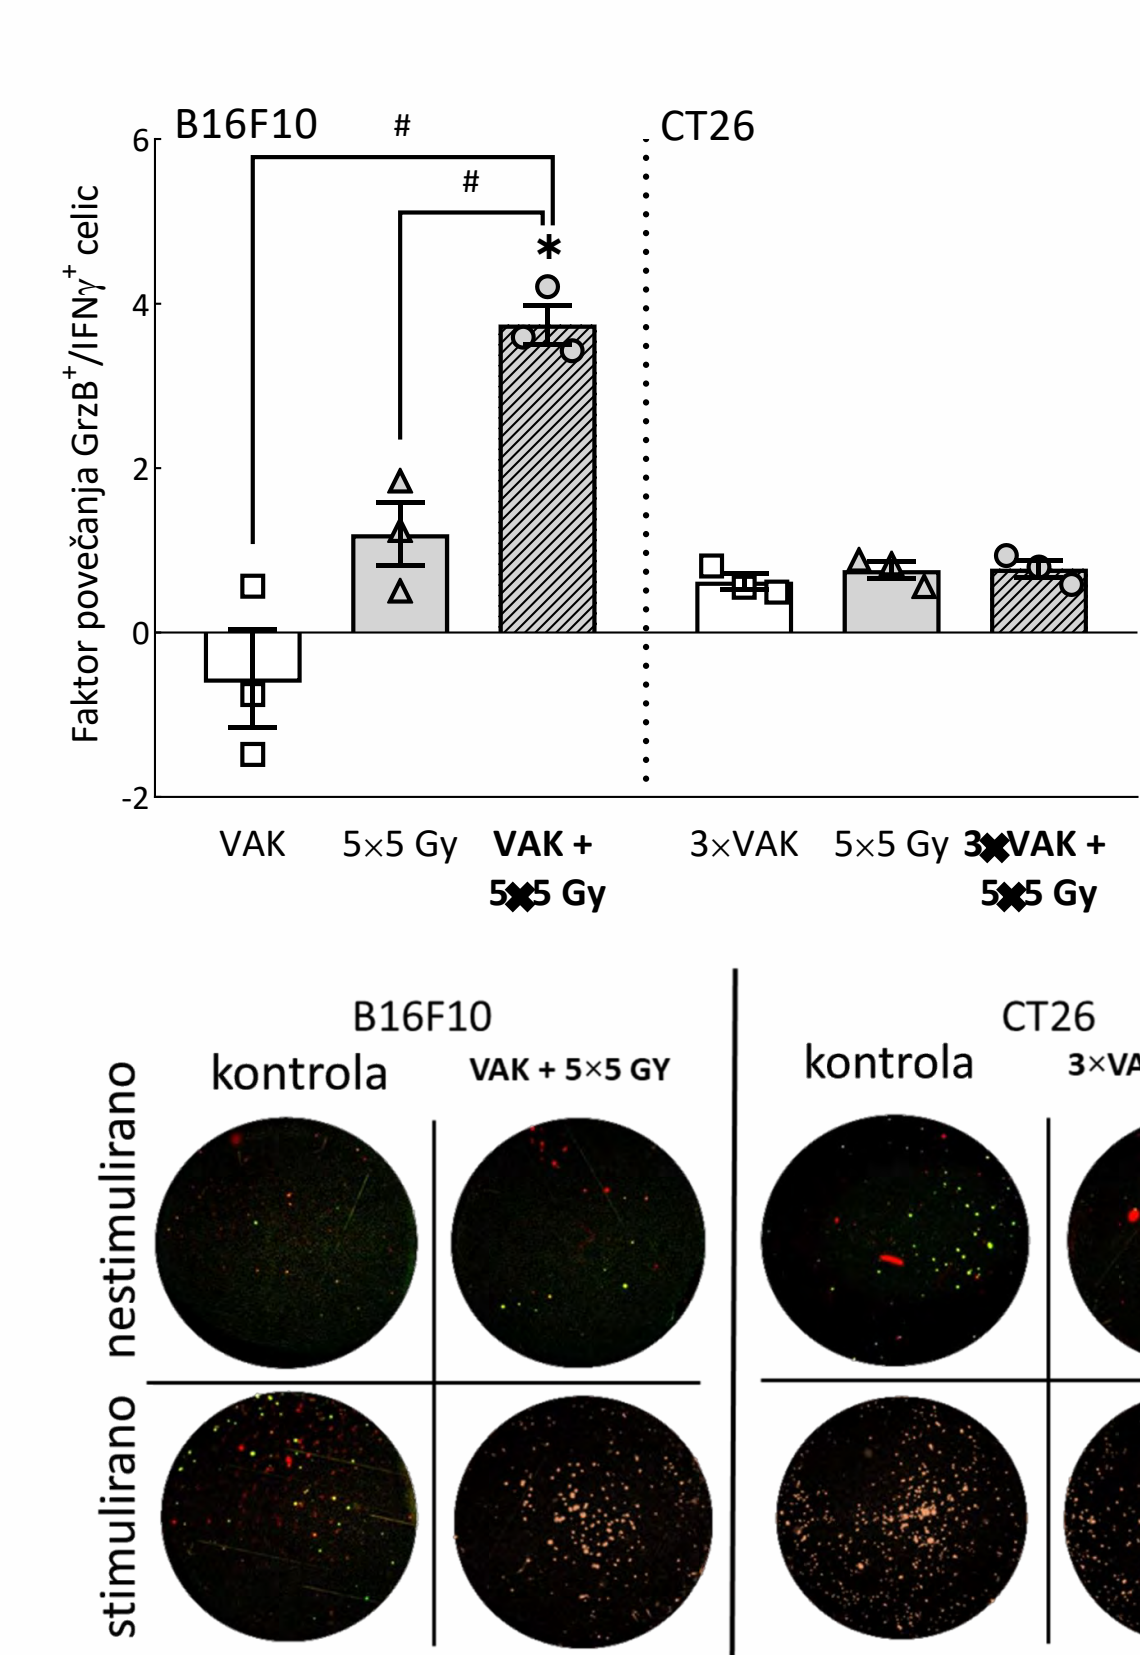 B16F10
#
CT26
6
#
*
4
2
0
-2
Faktor povečanja GrzB+/IFNγ+ celic
VAK
5×5 Gy
VAK +
5×5 Gy
3×VAK
5×5 Gy
3×VAK +
5×5 Gy
B16F10
CT26
kontrola
VAK + 5×5 GY
kontrola
3×VA
nestimulirano
stimulirano